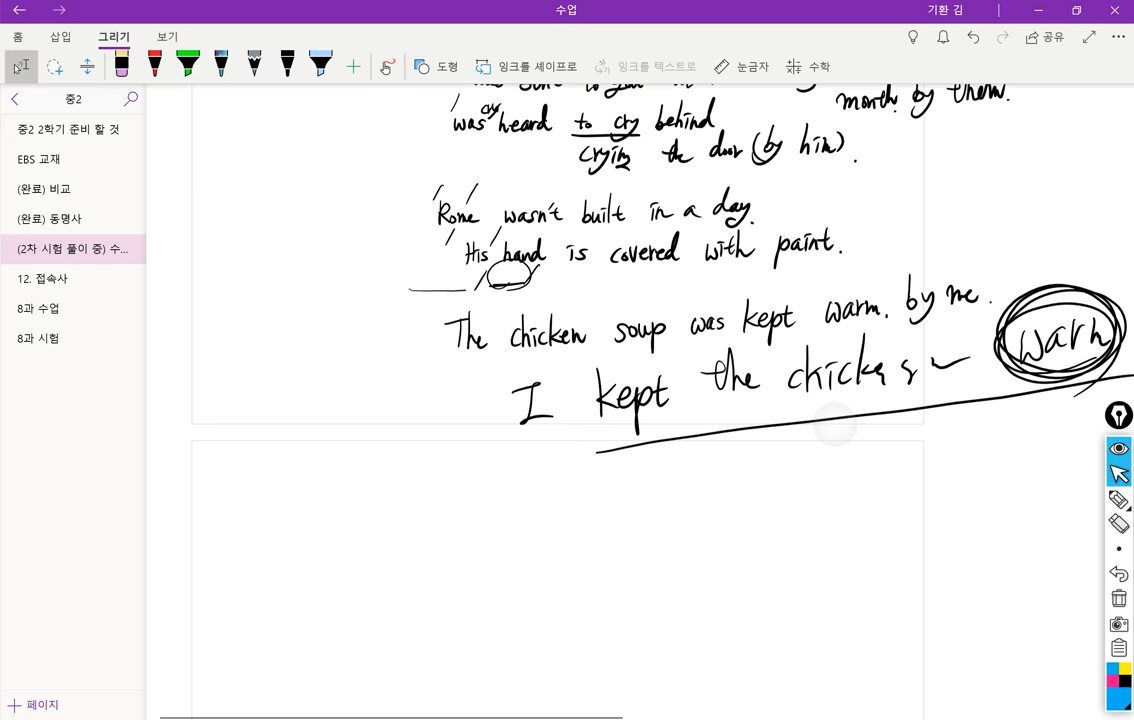 수업
기환 김
홈 삽입 그리기 보기
공유
도형 잉크를 셰이프로 잉크를 텍스트로 눈금자 수학
중2
중2 2학기 준비 할 것
EBS 교재
(완료) 비교
(완료) 동명사
(2차 시험 풀이 중) 수...
12. 접속사
8과 수업
8과 시험
페이지
month by them.
was heard to cry behind
crying the door (by him).
Rome wasn't built in a day.
His hand is covered with paint.
The chicken soup was kept warm. by me.
I kept the chicken s warm